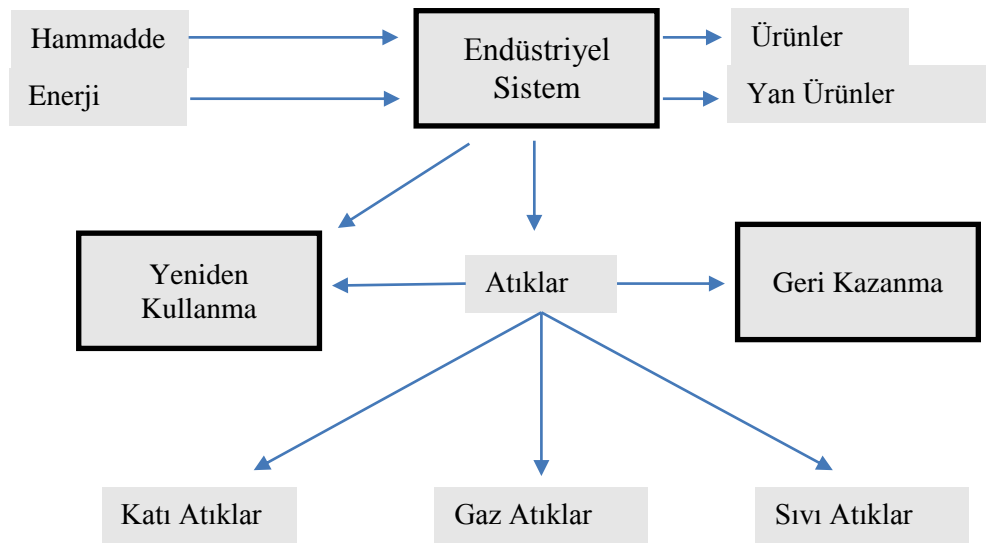 Hammadde
Enerji
Endüstriyel
Sistem
Ürünler
Yan Ürünler
Yeniden
Kullanma
Atıklar
Geri Kazanma
Katı Atıklar
Gaz Atıklar
Sıvı Atıklar